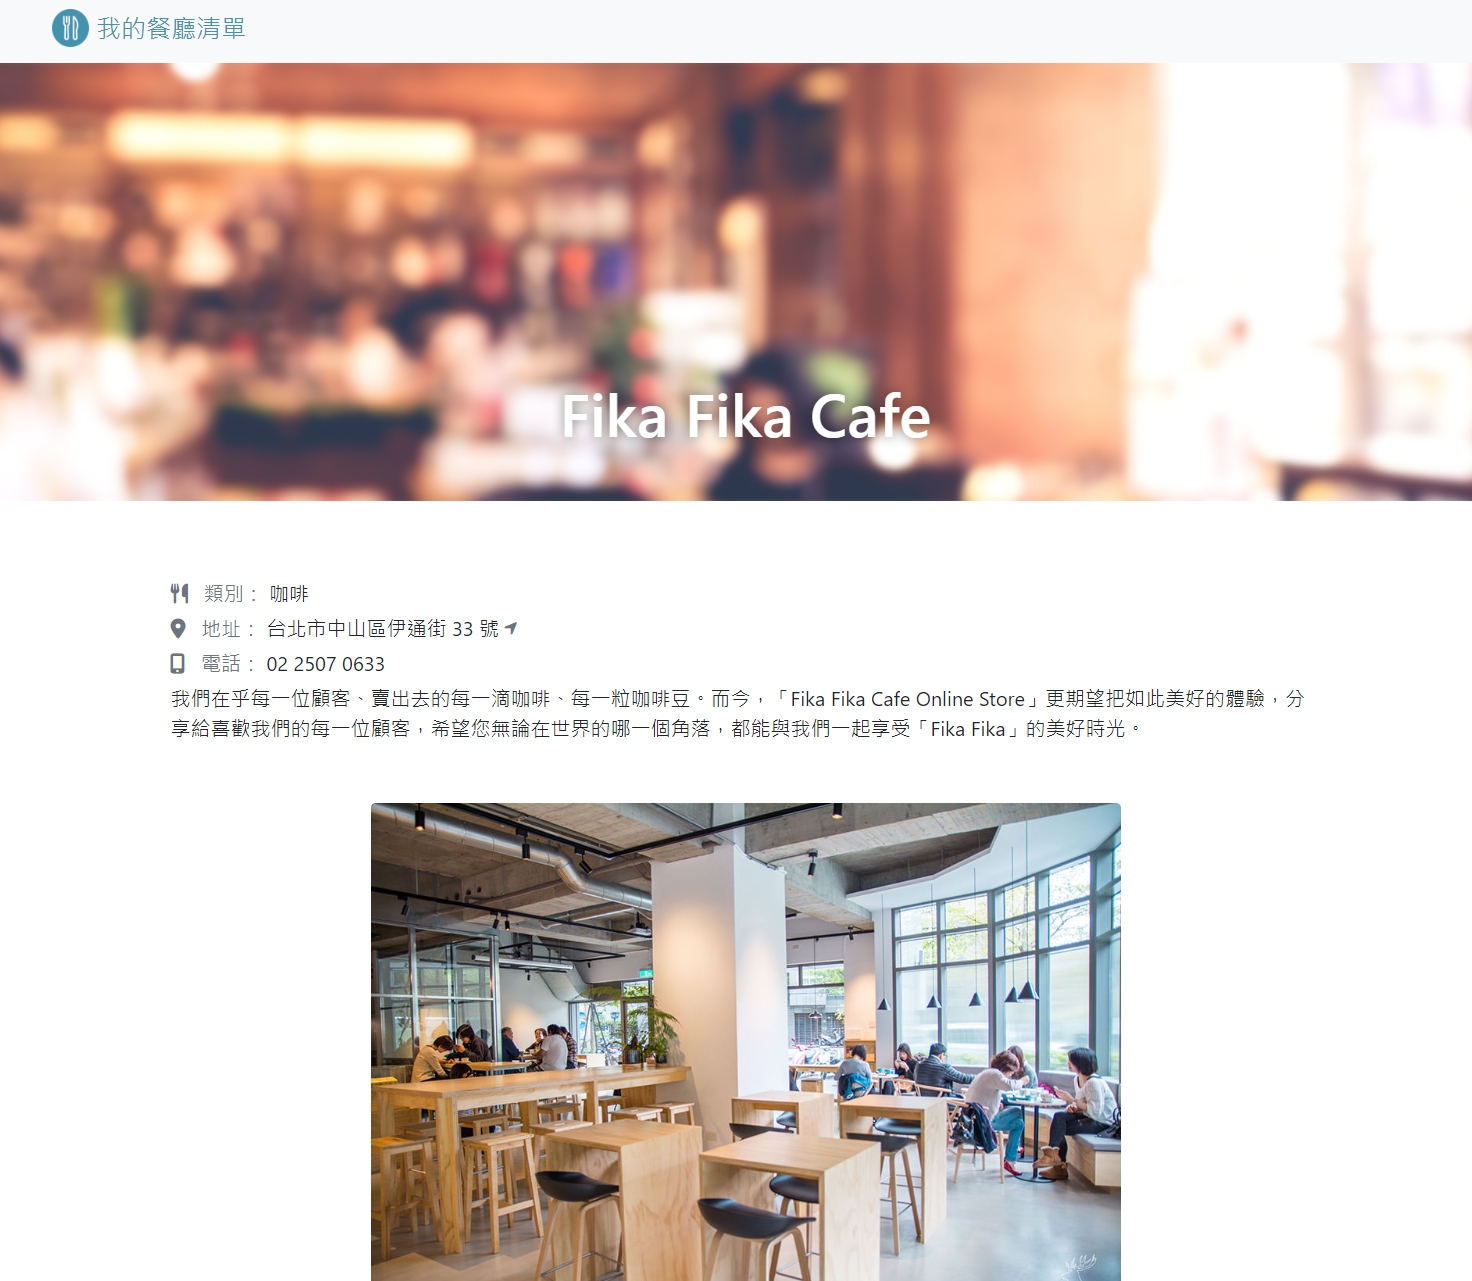 我的餐廳清單
Fika Fika Cafe
類別： 咖啡
地址： 台北市中山區伊通街 33 號
電話： 02 2507 0633
我們在乎每一位顧客、賣出去的每一滴咖啡、每一粒咖啡豆。而今，「Fika Fika Cafe Online Store」更期望把如此美好的體驗，分
享給喜歡我們的每一位顧客，希望您無論在世界的哪一個角落，都能與我們一起享受「Fika Fika」的美好時光。